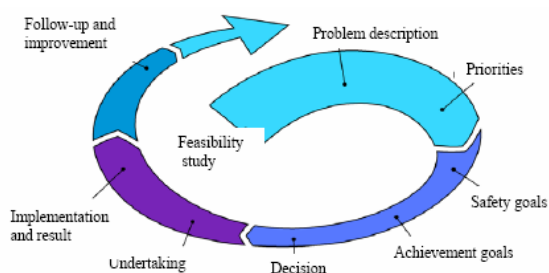 Follow-up and
improvement
Problem description
Priorities
Feasibility
study
Safety goals
Implementation
and result
Achievement goals
Undertaking
Decision